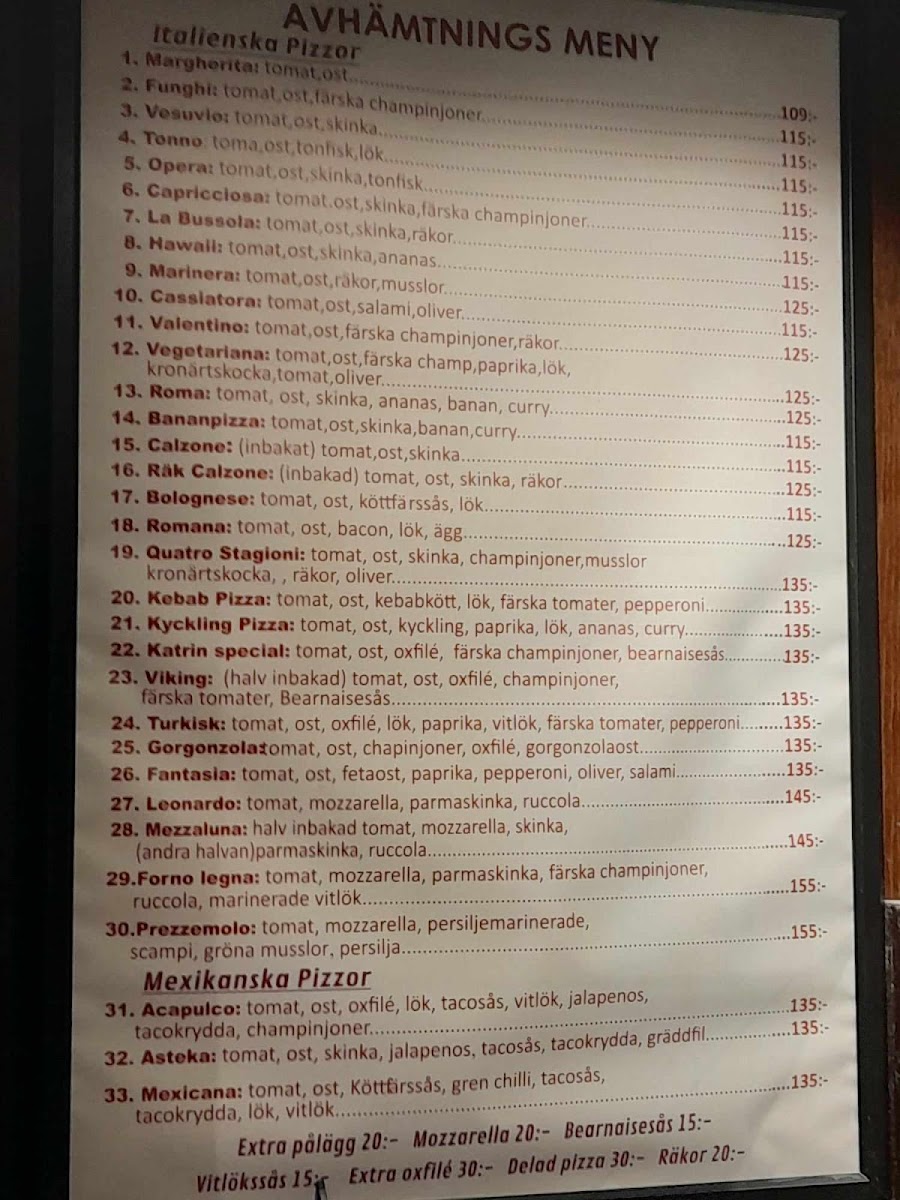 AVHÄMTNINGS MENY
Italienska Pizzor
1. Margherita: tomat,ost......109:-
2. Funghi: tomat,ost,färska champinjoner......115:-
3. Vesuvio: tomat,ost,skinka......115:-
4. Tonno: toma,ost,tonfisk,lök......115:-
5. Opera: tomat,ost,skinka,tonfisk......115:-
6. Capricciosa: tomat.ost,skinka,färska champinjoner......115:-
7. La Bussola: tomat,ost,skinka,räkor......115:-
8. Hawaii: tomat,ost,skinka,ananas......115:-
9. Marinera: tomat,ost,räkor,musslor......125:-
10. Cassiatora: tomat,ost,salami,oliver......115:-
11. Valentino: tomat,ost,färska champinjoner,räkor......125:-
12. Vegetariana: tomat,ost,färska champ,paprika,lök,
kronärtskocka,tomat,oliver......125:-
13. Roma: tomat, ost, skinka, ananas, banan, curry......125:-
14. Bananpizza: tomat,ost,skinka,banan,curry......115:-
15. Calzone: (inbakat) tomat,ost,skinka......115:-
16. Räk Calzone: (inbakad) tomat, ost, skinka, räkor......125:-
17. Bolognese: tomat, ost, köttfärssås, lök......115:-
18. Romana: tomat, ost, bacon, lök, ägg......125:-
19. Quatro Stagioni: tomat, ost, skinka, champinjoner,musslor
kronärtskocka, , räkor, oliver......135:-
20. Kebab Pizza: tomat, ost, kebabkött, lök, färska tomater, pepperoni......135:-
21. Kyckling Pizza: tomat, ost, kyckling, paprika, lök, ananas, curry......135:-
22. Katrin special: tomat, ost, oxfilé, färska champinjoner, bearnaisesås......135:-
23. Viking: (halv inbakad) tomat, ost, oxfilé, champinjoner,
färska tomater, Bearnaisesås......135:-
24. Turkisk: tomat, ost, oxfilé, lök, paprika, vitlök, färska tomater, pepperoni......135:-
25. Gorgonzola:tomat, ost, chapinjoner, oxfilé, gorgonzolaost......135:-
26. Fantasia: tomat, ost, fetaost, paprika, pepperoni, oliver, salami......135:-
27. Leonardo: tomat, mozzarella, parmaskinka, ruccola......145:-
28. Mezzaluna: halv inbakad tomat, mozzarella, skinka,
(andra halvan)parmaskinka, ruccola......145:-
29.Forno legna: tomat, mozzarella, parmaskinka, färska champinjoner,
ruccola, marinerade vitlök......155:-
30.Prezzemolo: tomat, mozzarella, persiljemarinerade,
scampi, gröna musslor, persilja......155:-
Mexikanska Pizzor
31. Acapulco: tomat, ost, oxfilé, lök, tacosås, vitlök, jalapenos,
tacokrydda, champinjoner......135:-
32. Asteka: tomat, ost, skinka, jalapenos, tacosås, tacokrydda, gräddfil......135:-
33. Mexicana: tomat, ost, Köttfärssås, gren chilli, tacosås,
tacokrydda, lök, vitlök......135:-
Extra pålägg 20:- Mozzarella 20:- Bearnaisesås 15:-
Vitlökssås 15:- Extra oxfilé 30:- Delad pizza 30:- Räkor 20:-